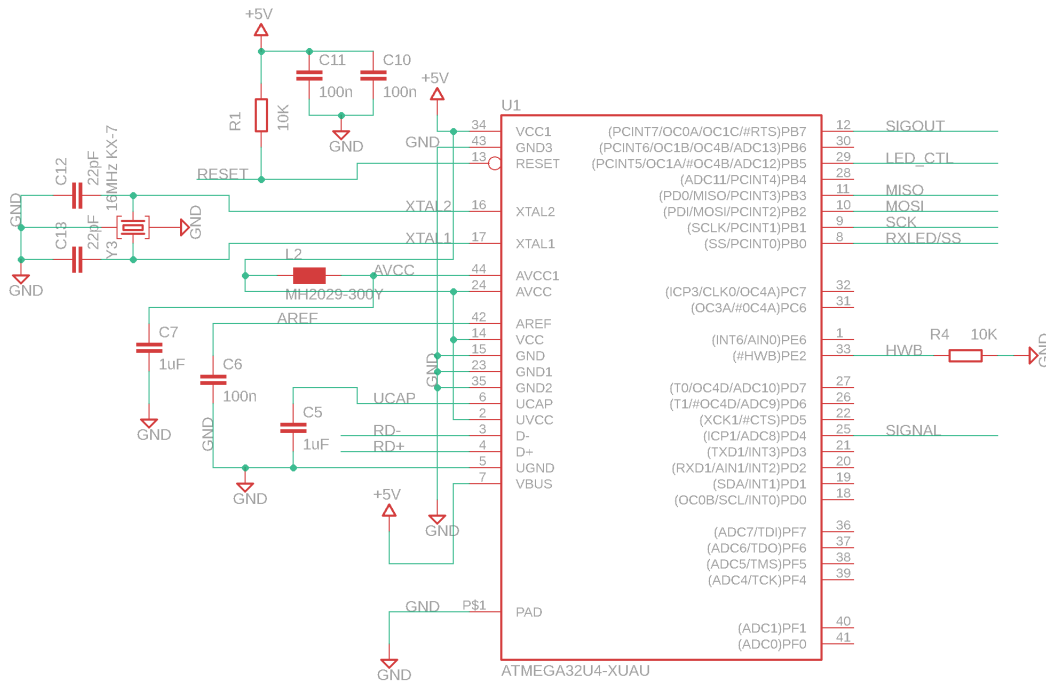 +5V
C11
C10
100n
100n
+5V
R1
10K
GND
U1
GND
RESET
C12
22pF
16MHz KX-7
GND
GND
C13
22pF
Y3
GND
XTAL2
XTAL1
L2
AVCC
MH2029-300Y
AREF
C7
1uF
C6
100n
GND
GND
UCAP
C5
1uF
RD-
RD+
GND
GND
+5V
GND
GND
GND
P$1
GND
34 VCC1
43 GND3
13 RESET
16 XTAL2
17 XTAL1
44 AVCC1
24 AVCC
42 AREF
14 VCC
15 GND
23 GND1
35 GND2
6 UCAP
2 UVCC
3 D-
4 D+
5 UGND
7 VBUS
PAD
(PCINT7/OC0A/OC1C/#RTS)PB7 12 SIGOUT
(PCINT6/OC1B/OC4B/ADC13)PB6 30
(PCINT5/OC1A/#OC4B/ADC12)PB5 29 LED_CTL
(ADC11/PCINT4)PB4 28
(PD0/MISO/PCINT3)PB3 11 MISO
(PDI/MOSI/PCINT2)PB2 10 MOSI
(SCLK/PCINT1)PB1 9 SCK
(SS/PCINT0)PB0 8 RXLED/SS
(ICP3/CLK0/OC4A)PC7 32
(OC3A/#0C4A)PC6 31
(INT6/AIN0)PE6 1
(#HWB)PE2 33 HWB
R4 10K
GND
(T0/OC4D/ADC10)PD7 27
(T1/#OC4D/ADC9)PD6 26
(XCK1/#CTS)PD5 22
(ICP1/ADC8)PD4 25 SIGNAL
(TXD1/INT3)PD3 21
(RXD1/AIN1/INT2)PD2 20
(SDA/INT1)PD1 19
(OC0B/SCL/INT0)PD0 18
(ADC7/TDI)PF7 36
(ADC6/TDO)PF6 37
(ADC5/TMS)PF5 38
(ADC4/TCK)PF4 39
(ADC1)PF1 40
(ADC0)PF0 41
ATMEGA32U4-XUAU